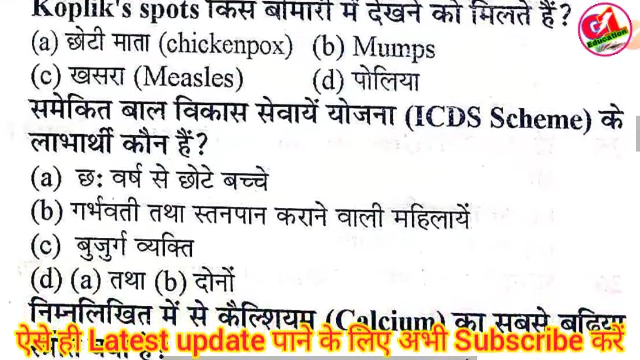 Koplik's spots किस बीमारी में देखने को मिलते हैं?
(a) छोटी माता (chickenpox) (b) Mumps
(c) खसरा (Measles) (d) पोलिया
समेकित बाल विकास सेवायें योजना (ICDS Scheme) के
लाभार्थी कौन हैं?
(a) छः वर्ष से छोटे बच्चे
(b) गर्भवती तथा स्तनपान कराने वाली महिलायें
(c) बुजुर्ग व्यक्ति
(d) (a) तथा (b) दोनों
निम्नलिखित में से कैल्शियम (Calcium) का सबसे बढ़िया
ऐसे ही Latest update पाने के लिए अभी Subscribe करें
Education